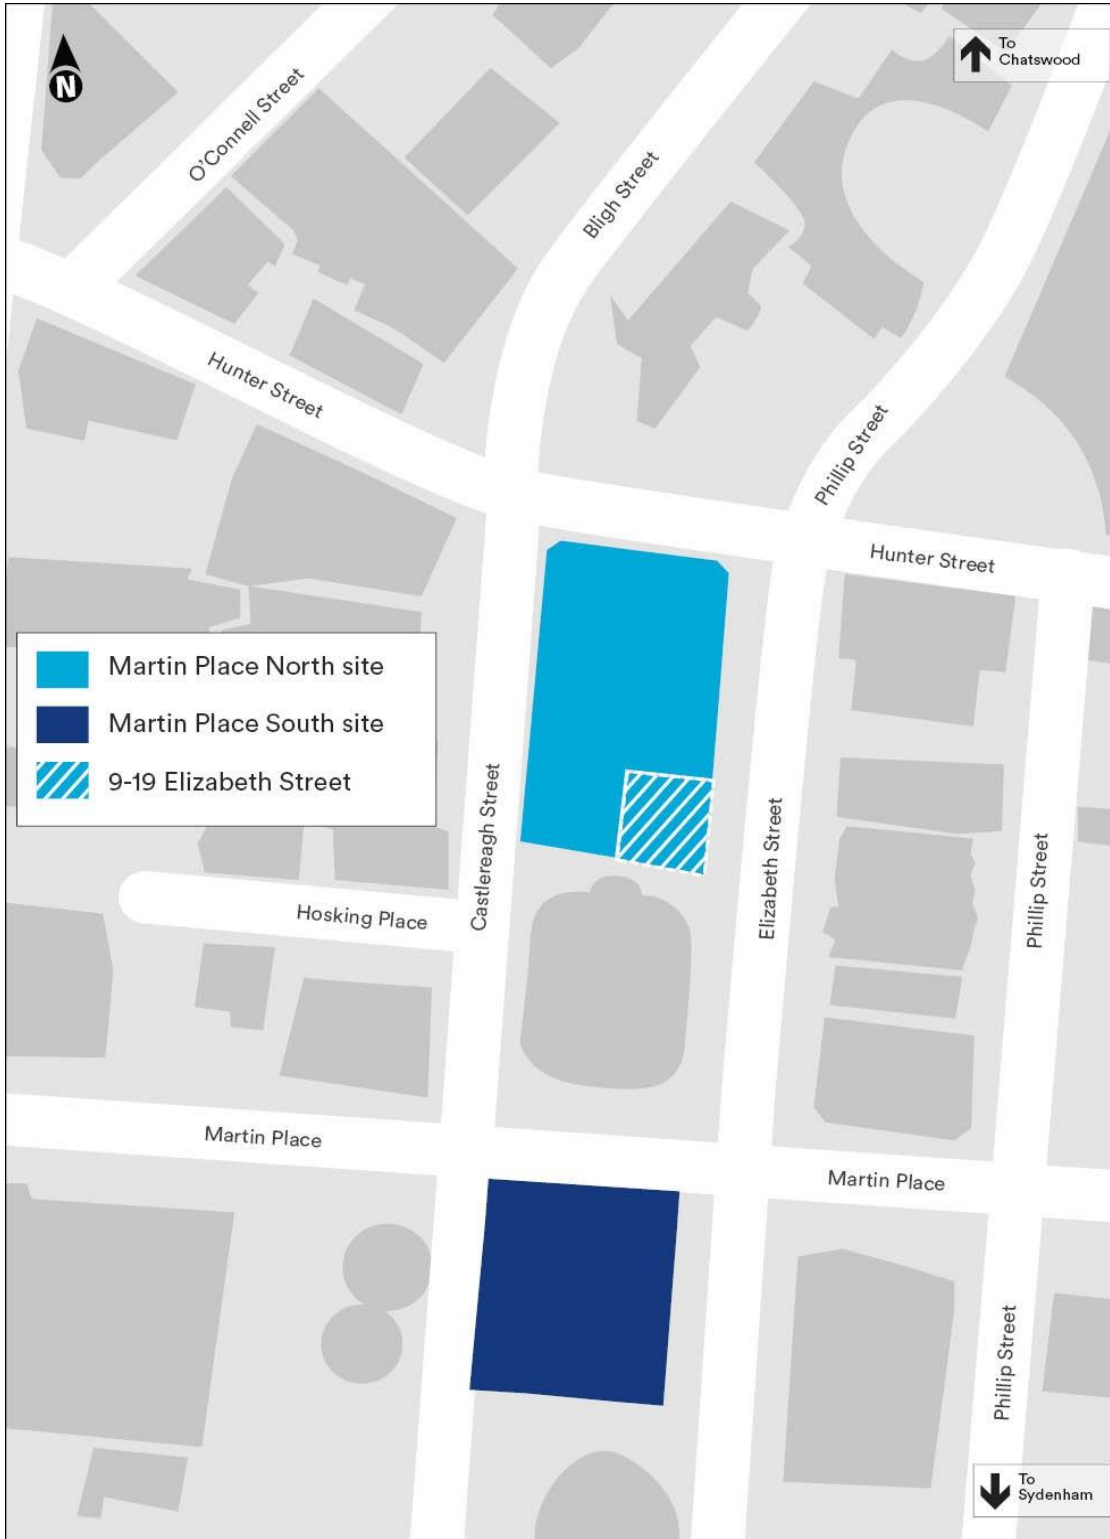 N
To
Chatswood
O'Connell Street
Bligh Street
Hunter Street
Phillip Street
Hunter Street
Martin Place North site
Martin Place South site
9-19 Elizabeth Street
Castlereagh Street
Elizabeth Street
Phillip Street
Hosking Place
Martin Place
Martin Place
Phillip Street
To
Sydenham